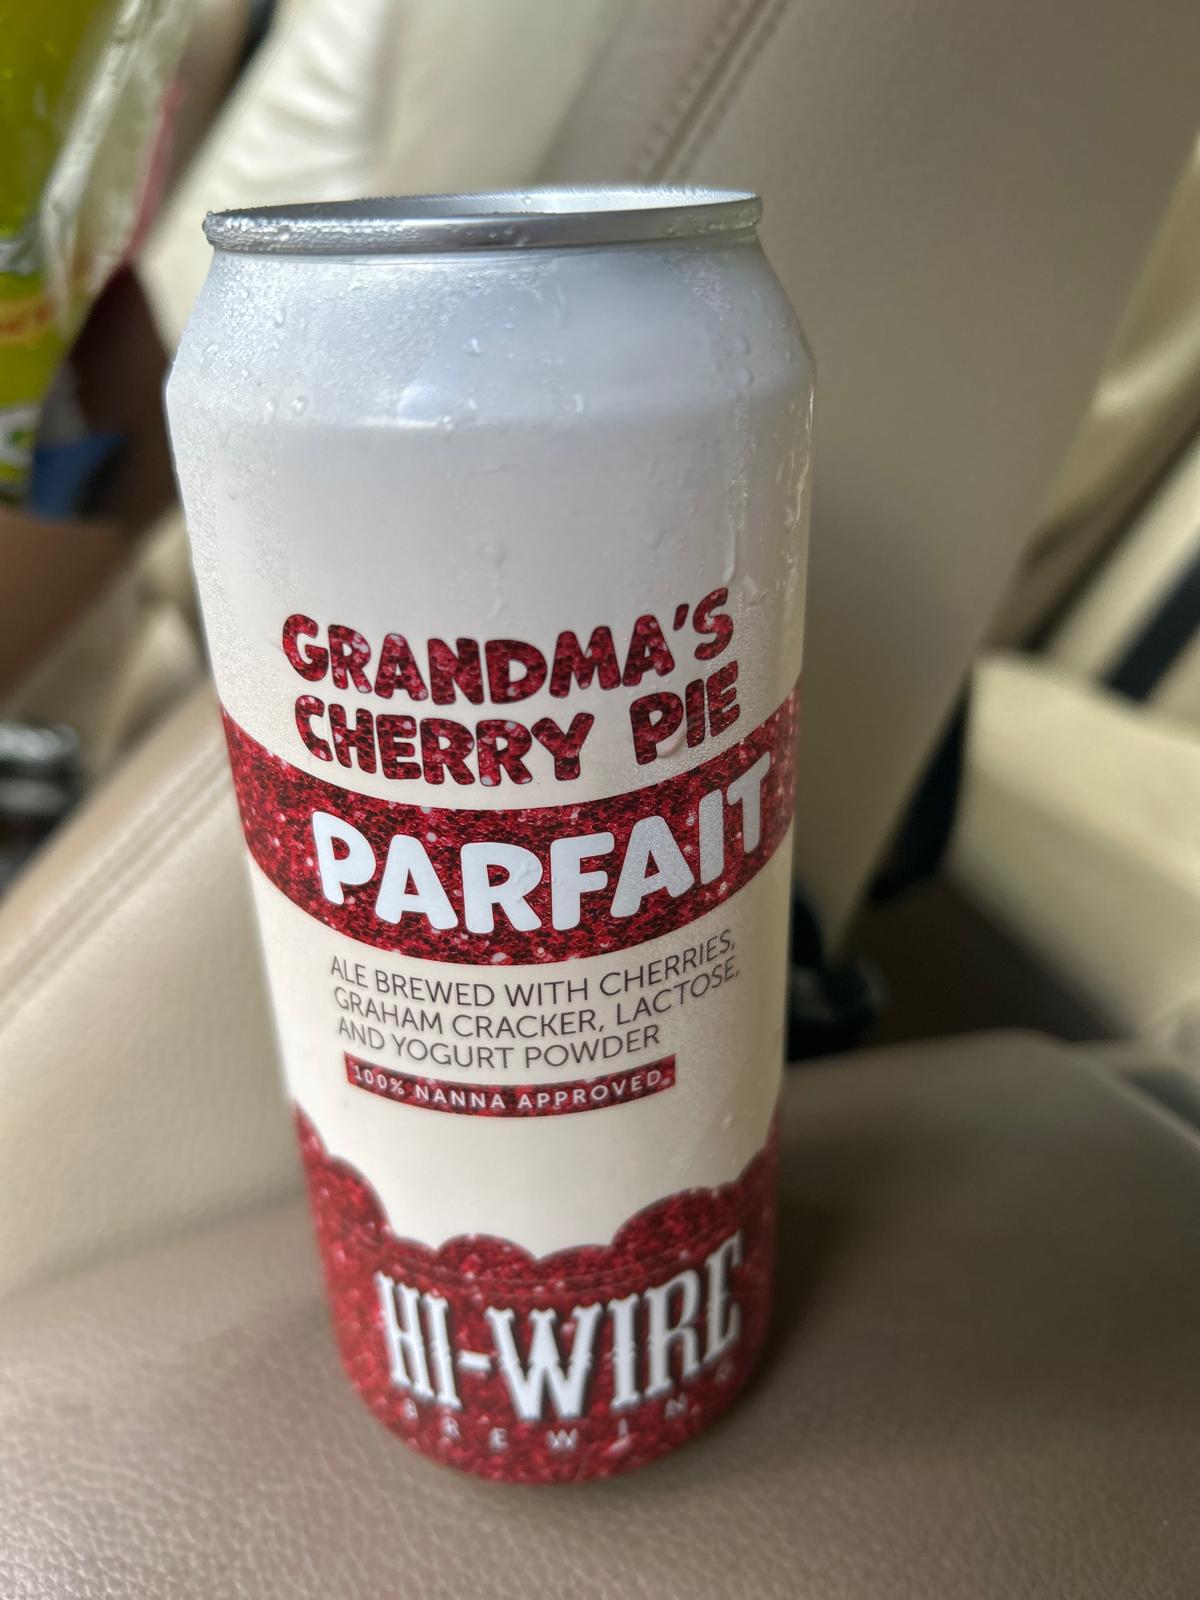 GRANDMA'S
CHERRY PIE
PARFAIT
ALE BREWED WITH CHERRIES,
GRAHAM CRACKER, LACTOSE,
AND YOGURT POWDER
100% NANNA APPROVED
HI-WIRE
BREWIN